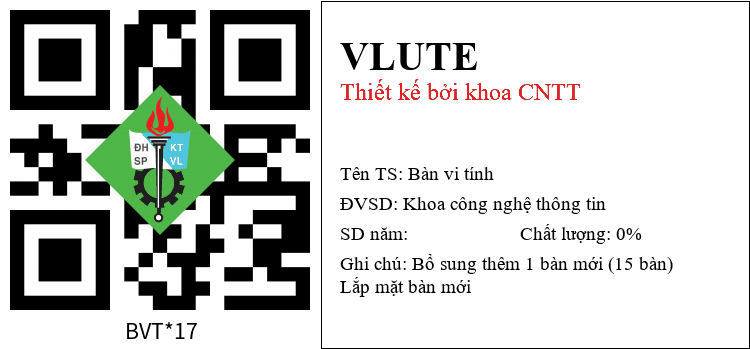 ĐH KT
SP VL
BVT*17
VLUTE
Thiết kế bởi khoa CNTT
Tên TS: Bàn vi tính
ĐVSD: Khoa công nghệ thông tin
SD năm: Chất lượng: 0%
Ghi chú: Bổ sung thêm 1 bàn mới (15 bàn)
Lắp mặt bàn mới